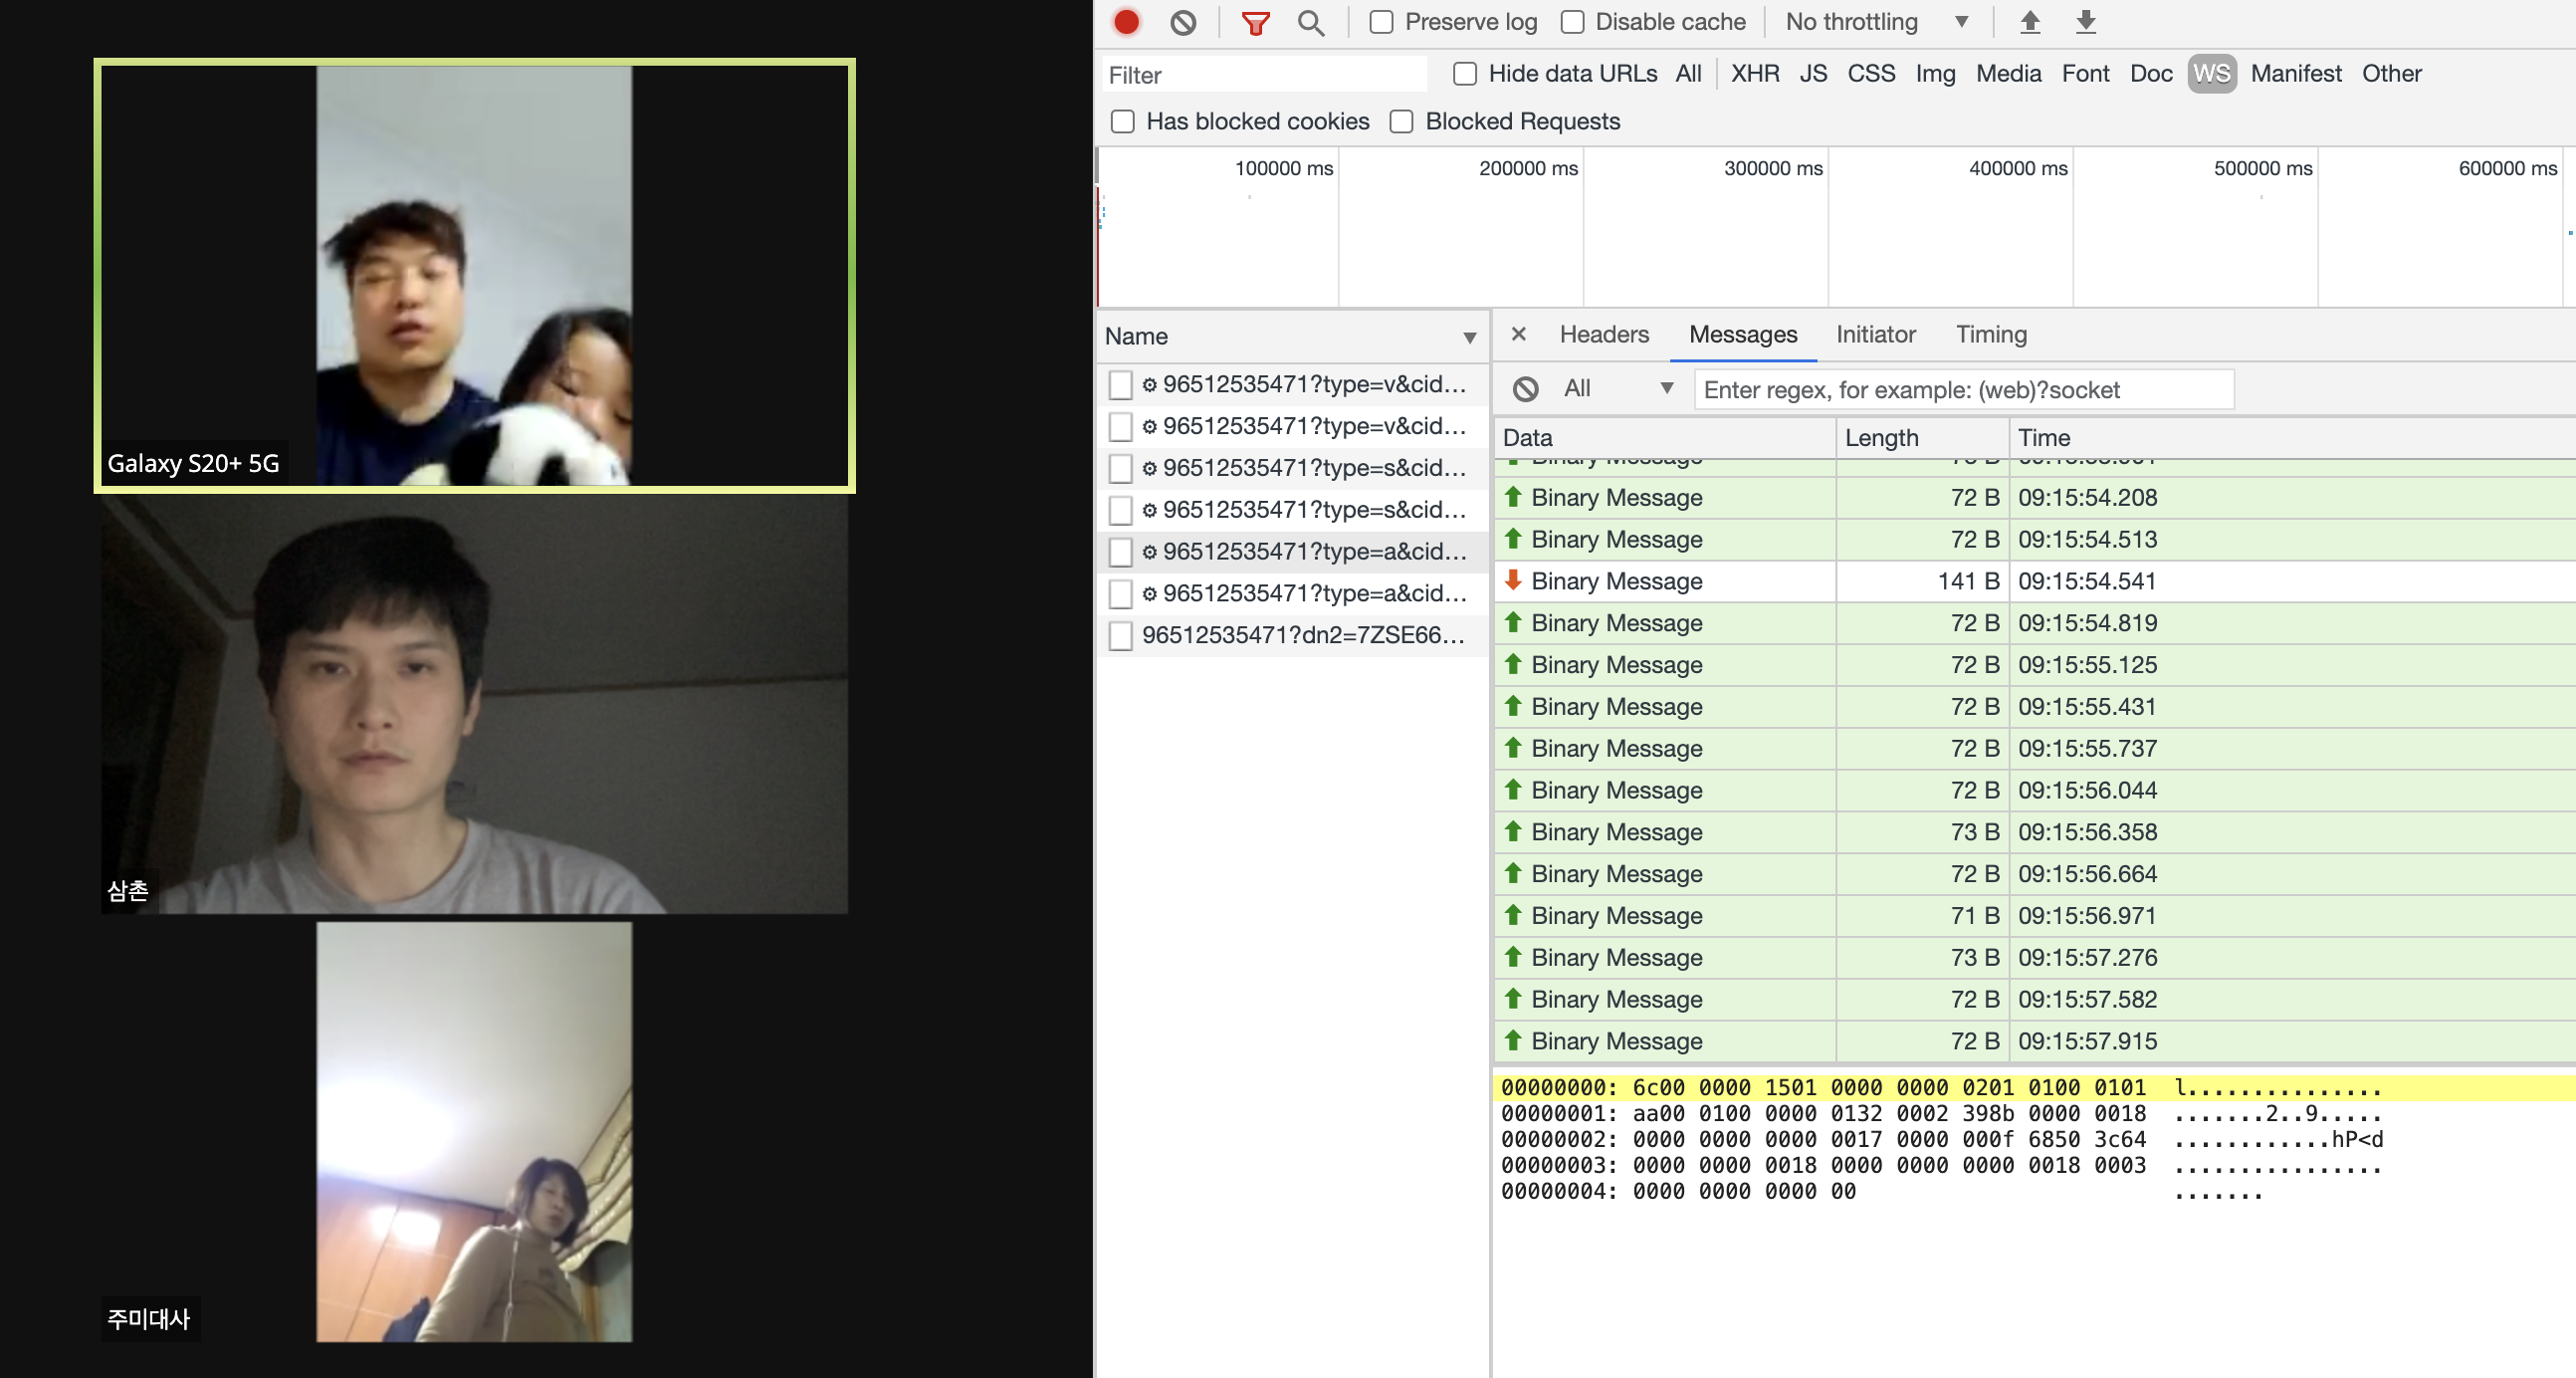 Galaxy S20+ 5G
삼촌
주미대사
Preserve log Disable cache No throttling
Filter Hide data URLs All XHR JS CSS Img Media Font Doc WS Manifest Other
Has blocked cookies Blocked Requests
100000 ms 200000 ms 300000 ms 400000 ms 500000 ms 600000 ms
Name
96512535471?type=v&cid...
96512535471?type=v&cid...
96512535471?type=s&cid...
96512535471?type=s&cid...
96512535471?type=a&cid...
96512535471?type=a&cid...
96512535471?dn2=7ZSE66...
Headers Messages Initiator Timing
All Enter regex, for example: (web)?socket
Data Length Time
Binary Message 72 B 09:15:54.208
Binary Message 72 B 09:15:54.513
Binary Message 141 B 09:15:54.541
Binary Message 72 B 09:15:54.819
Binary Message 72 B 09:15:55.125
Binary Message 72 B 09:15:55.431
Binary Message 72 B 09:15:55.737
Binary Message 72 B 09:15:56.044
Binary Message 73 B 09:15:56.358
Binary Message 72 B 09:15:56.664
Binary Message 71 B 09:15:56.971
Binary Message 73 B 09:15:57.276
Binary Message 72 B 09:15:57.582
Binary Message 72 B 09:15:57.915
00000000: 6c00 0000 1501 0000 0000 0201 0100 0101 l...............
00000001: aa00 0100 0000 0132 0002 398b 0000 0018 .......2..9.....
00000002: 0000 0000 0000 0017 0000 000f 6850 3c64 ............hP<d
00000003: 0000 0000 0018 0000 0000 0000 0018 0003 ................
00000004: 0000 0000 0000 00 .......